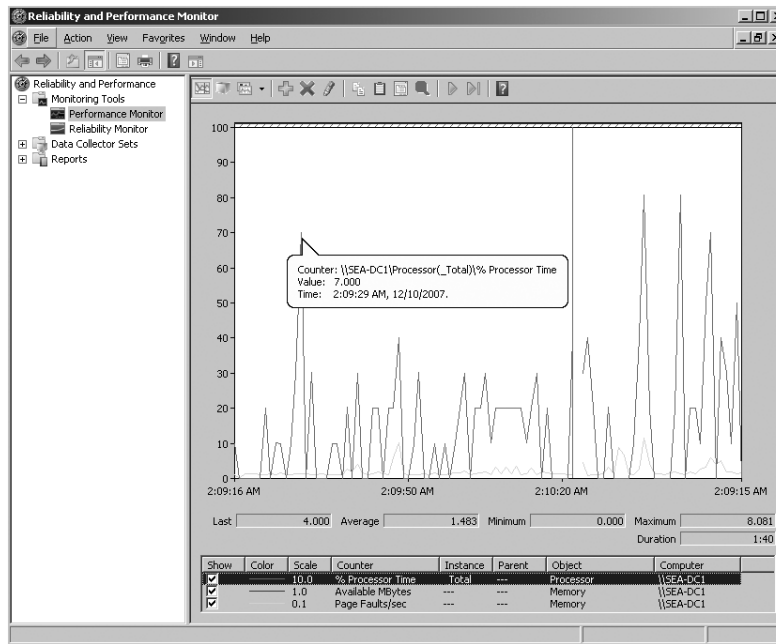 Reliability and Performance Monitor
File Action View Favorites Window Help
Reliability and Performance
Monitoring Tools
Performance Monitor
Reliability Monitor
Data Collector Sets
Reports
100
90
80
70
60
50
40
30
20
10
0
Counter: \\SEA-DC1\Processor(_Total)\% Processor Time
Value: 7.000
Time: 2:09:29 AM, 12/10/2007.
2:09:16 AM 2:09:50 AM 2:10:20 AM 2:09:15 AM
Last 4.000 Average 1.483 Minimum 0.000 Maximum 8.081
Duration 1:40
Show Color Scale Counter Instance Parent Object Computer
10.0 % Processor Time _Total --- Processor \\SEA-DC1
1.0 Available MBytes --- --- Memory \\SEA-DC1
0.1 Page Faults/sec --- --- Memory \\SEA-DC1